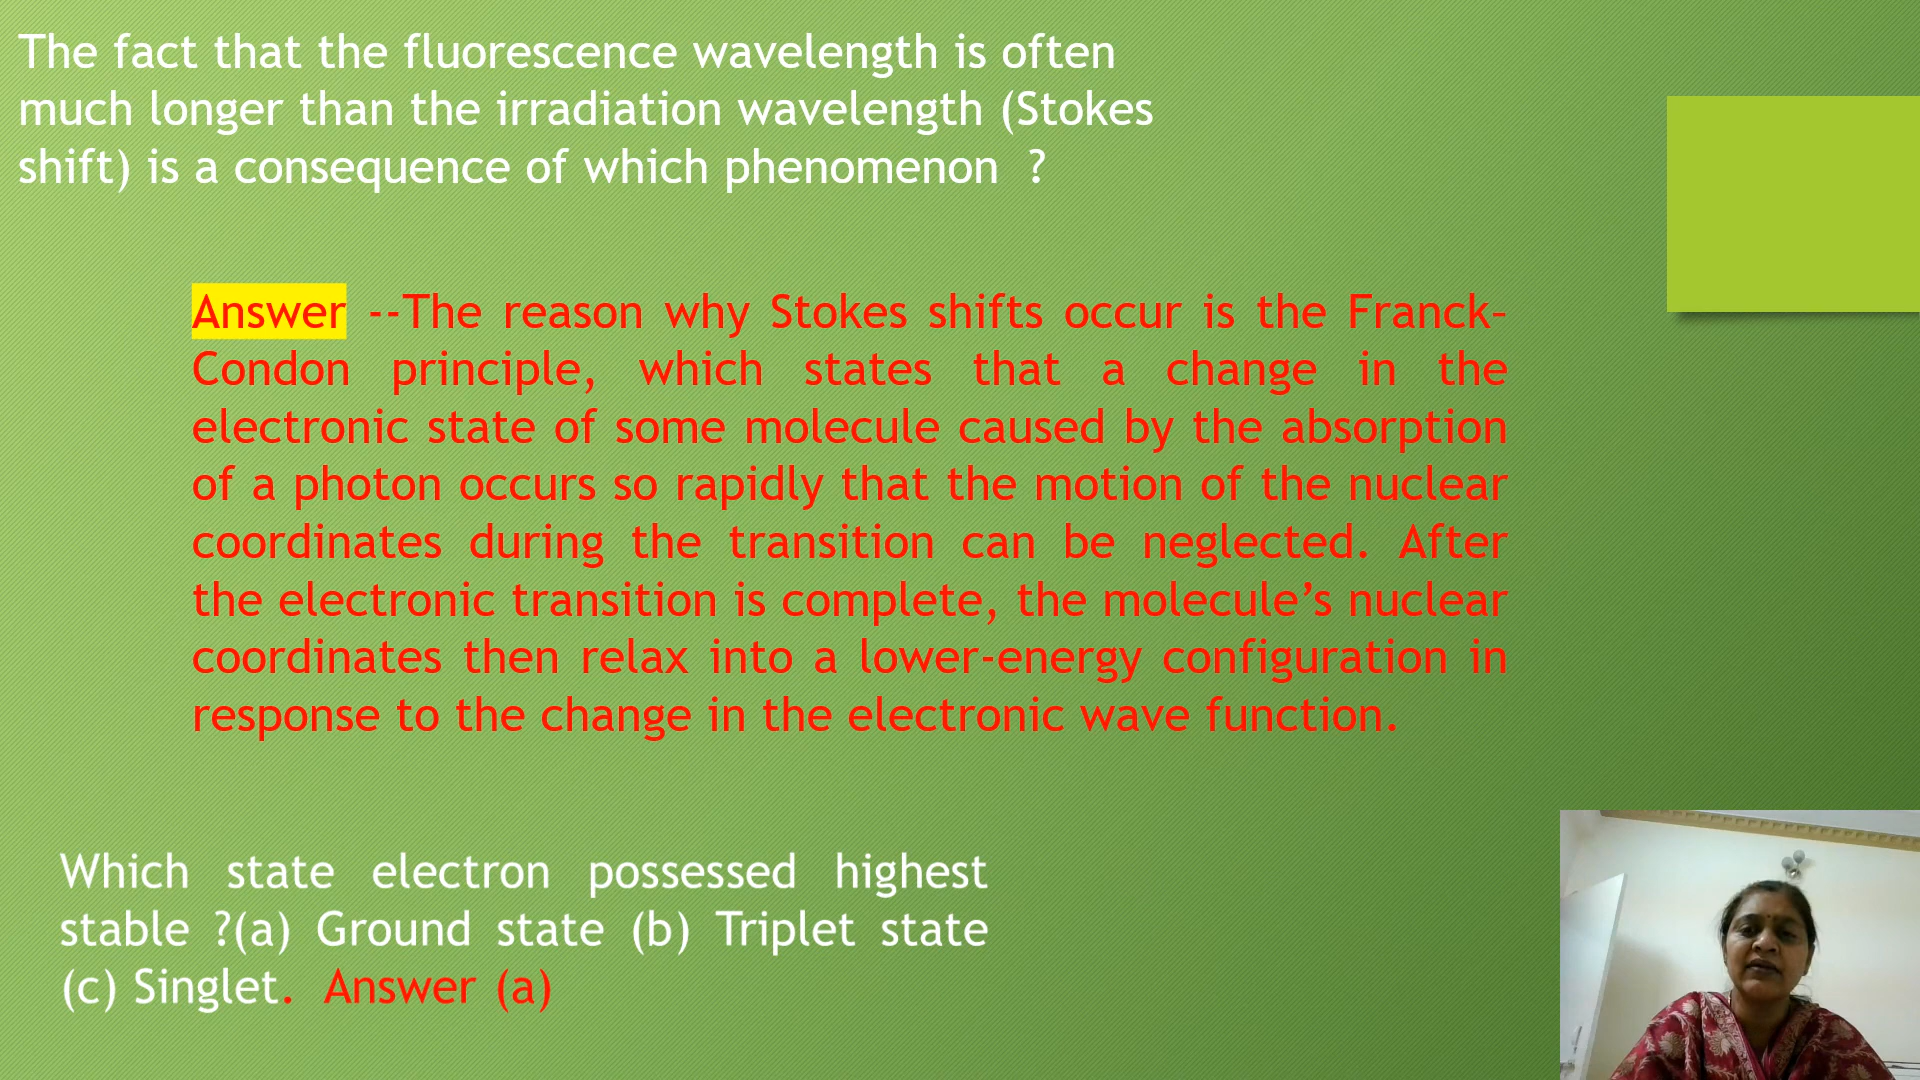 The fact that the fluorescence wavelength is often
much longer than the irradiation wavelength (Stokes
shift) is a consequence of which phenomenon ?
Answer --The reason why Stokes shifts occur is the Franck–
Condon principle, which states that a change in the
electronic state of some molecule caused by the absorption
of a photon occurs so rapidly that the motion of the nuclear
coordinates during the transition can be neglected. After
the electronic transition is complete, the molecule’s nuclear
coordinates then relax into a lower-energy configuration in
response to the change in the electronic wave function.
Which state electron possessed highest
stable ?(a) Ground state (b) Triplet state
(c) Singlet. Answer (a)